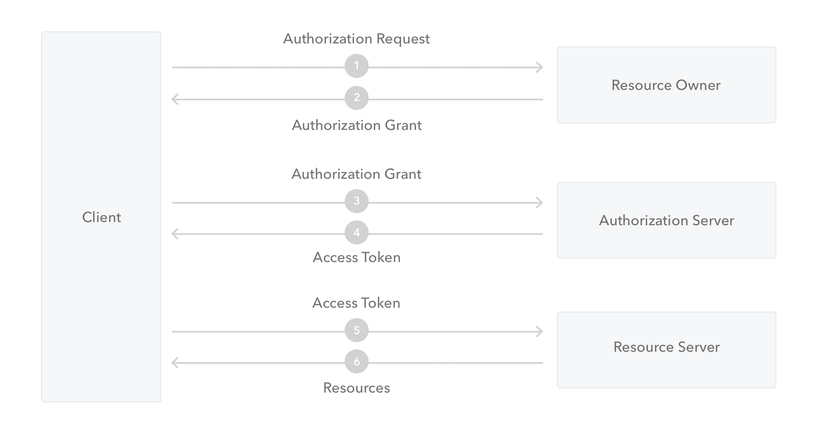 Authorization Request
1
Resource Owner
2
Authorization Grant
Authorization Grant
3
Client
Authorization Server
4
Access Token
Access Token
5
Resource Server
6
Resources